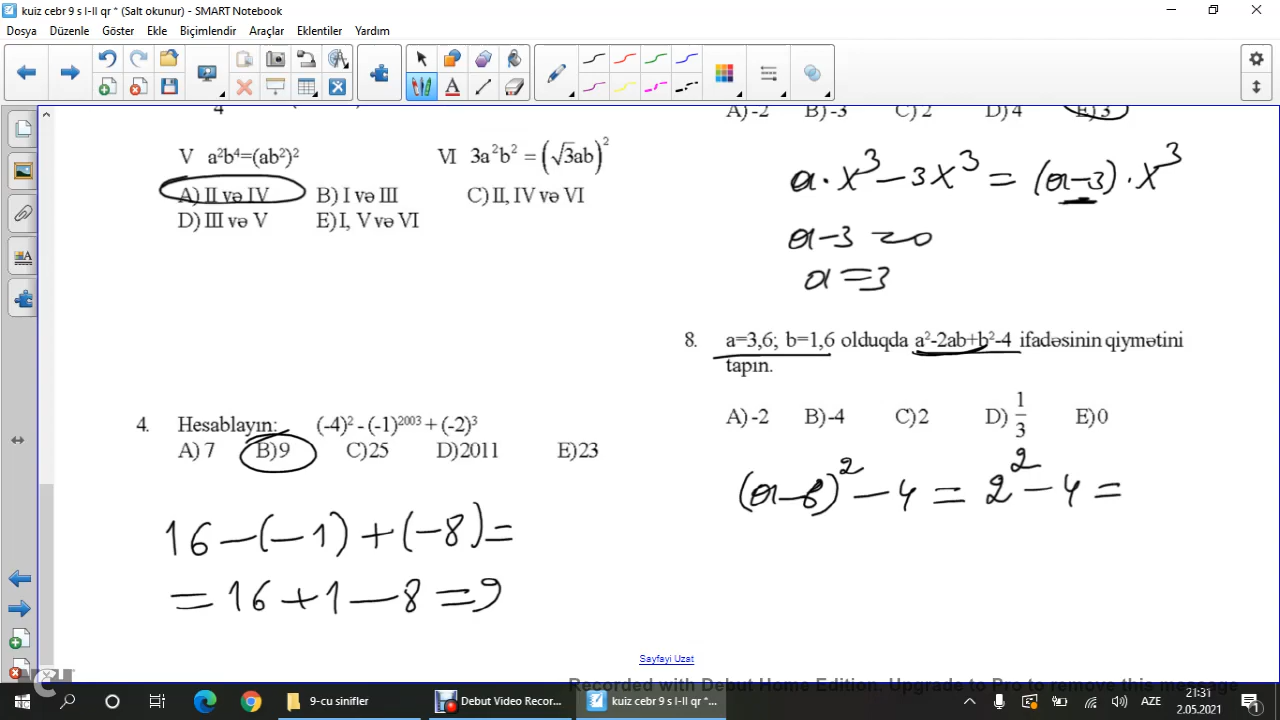 kuiz cebr 9 s I-II qr * (Salt okunur) - SMART Notebook
Dosya Düzenle Göster Ekle Biçimlendir Araçlar Eklentiler Yardım
4
V a²b⁴=(ab²)² VI 3a²b² = (√3ab)²
A) II və IV B) I və III C) II, IV və VI
D) III və V E) I, V və VI
4. Hesablayın: (-4)² - (-1)²⁰⁰³ + (-2)³
A) 7 B) 9 C) 25 D) 2011 E) 23
16 – (– 1) + (– 8) =
= 16 + 1 – 8 = 9
A) -2 B) -3 C) 2 D) 4 E) 3
a · x³ – 3x³ = (a – 3) · x³
a – 3 = 0
a = 3
8. a=3,6; b=1,6 olduqda a²-2ab+b²-4 ifadəsinin qiymətini
tapın.
A) -2 B) -4 C) 2 D) 1/3 E) 0
(a – b)² – 4 = 2² – 4 =
Sayfayi Uzat
Recorded with Debut Home Edition. Upgrade to Pro to remove this message
9-cu sinifler Debut Video Recor... kuiz cebr 9 s I-II qr *... AZE 21:31
2.05.2021